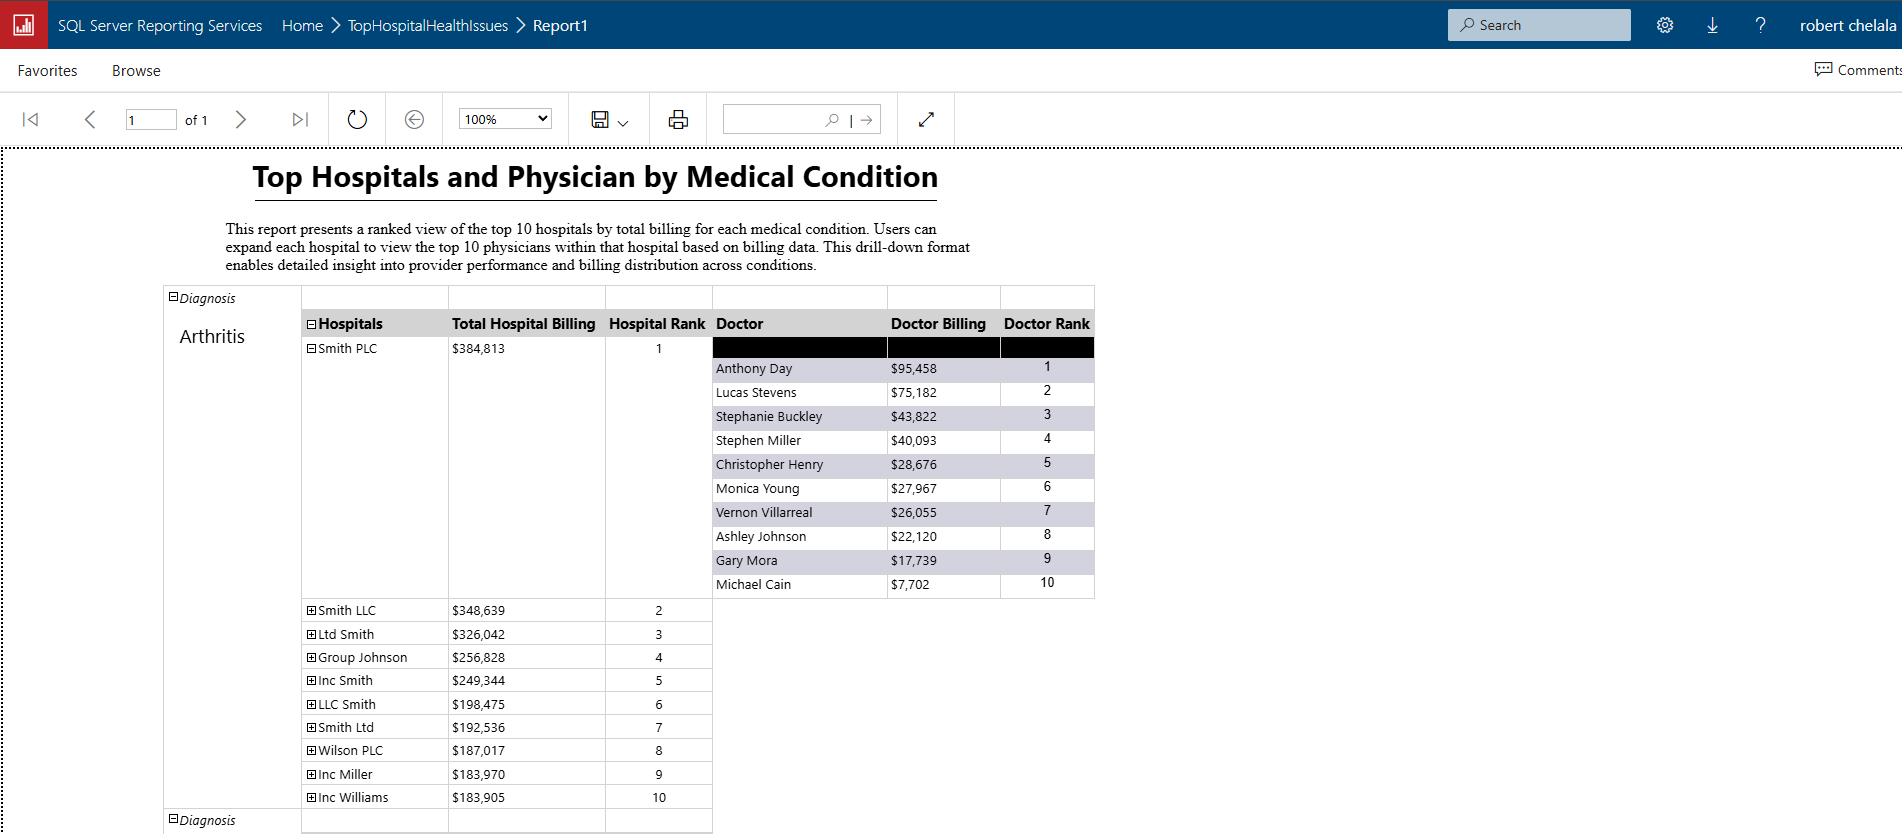 SQL Server Reporting Services Home > TopHospitalHealthIssues > Report1 Search ? robert chelala
Favorites Browse Comments
1 of 1 100% |
Top Hospitals and Physician by Medical Condition
This report presents a ranked view of the top 10 hospitals by total billing for each medical condition. Users can
expand each hospital to view the top 10 physicians within that hospital based on billing data. This drill-down format
enables detailed insight into provider performance and billing distribution across conditions.
Diagnosis
Arthritis
Hospitals Total Hospital Billing Hospital Rank Doctor Doctor Billing Doctor Rank
Smith PLC $384,813 1
Anthony Day $95,458 1
Lucas Stevens $75,182 2
Stephanie Buckley $43,822 3
Stephen Miller $40,093 4
Christopher Henry $28,676 5
Monica Young $27,967 6
Vernon Villarreal $26,055 7
Ashley Johnson $22,120 8
Gary Mora $17,739 9
Michael Cain $7,702 10
Smith LLC $348,639 2
Ltd Smith $326,042 3
Group Johnson $256,828 4
Inc Smith $249,344 5
LLC Smith $198,475 6
Smith Ltd $192,536 7
Wilson PLC $187,017 8
Inc Miller $183,970 9
Inc Williams $183,905 10
Diagnosis